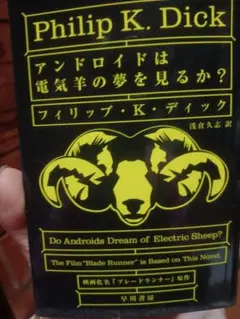 Philip K. Dick
アンドロイドは
電気羊の夢を見るか?
フィリップ・K・ディック
浅倉久志 訳
Do Androids Dream of Electric Sheep?
The Film "Blade Runner" is Based on This Novel.
映画化名『ブレードランナー』原作
早川書房